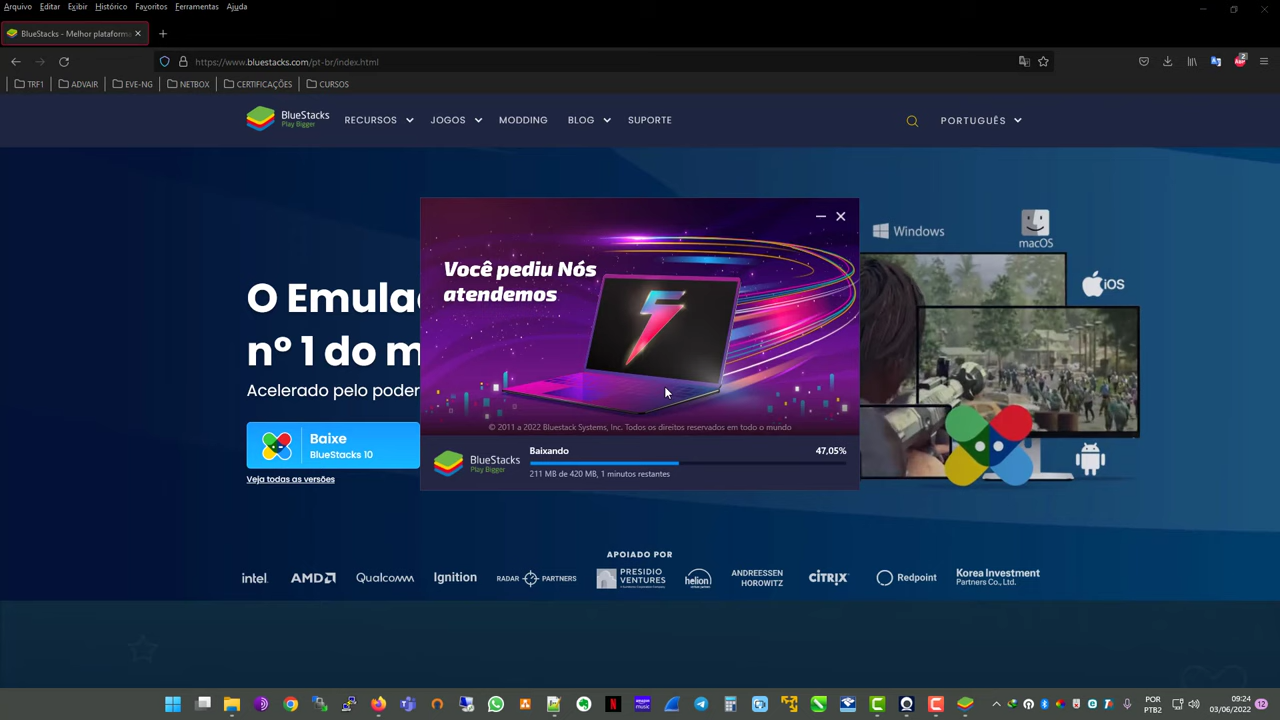 Arquivo Editar Exibir Histórico Favoritos Ferramentas Ajuda
BlueStacks - Melhor plataforma
https://www.bluestacks.com/pt-br/index.html
TRF1 ADVAIR EVE-NG NETBOX CERTIFICAÇÕES CURSOS
BlueStacks
Play Bigger
RECURSOS JOGOS MODDING BLOG SUPORTE PORTUGUÊS
Windows
macOS
iOS
O Emula
nº 1 do m
Acelerado pelo poder
Baixe
BlueStacks 10
Veja todas as versões
Você pediu Nós
atendemos
© 2011 a 2022 Bluestack Systems, Inc. Todos os direitos reservados em todo o mundo
BlueStacks
Play Bigger
Baixando 47,05%
211 MB de 420 MB, 1 minutos restantes
APOIADO POR
intel AMD Qualcomm Ignition RADAR PARTNERS PRESIDIO VENTURES helion ANDREESSEN HOROWITZ CITRIX Redpoint Korea Investment Partners Co., Ltd.
amazon music
POR
PTB2
09:24
03/06/2022
12